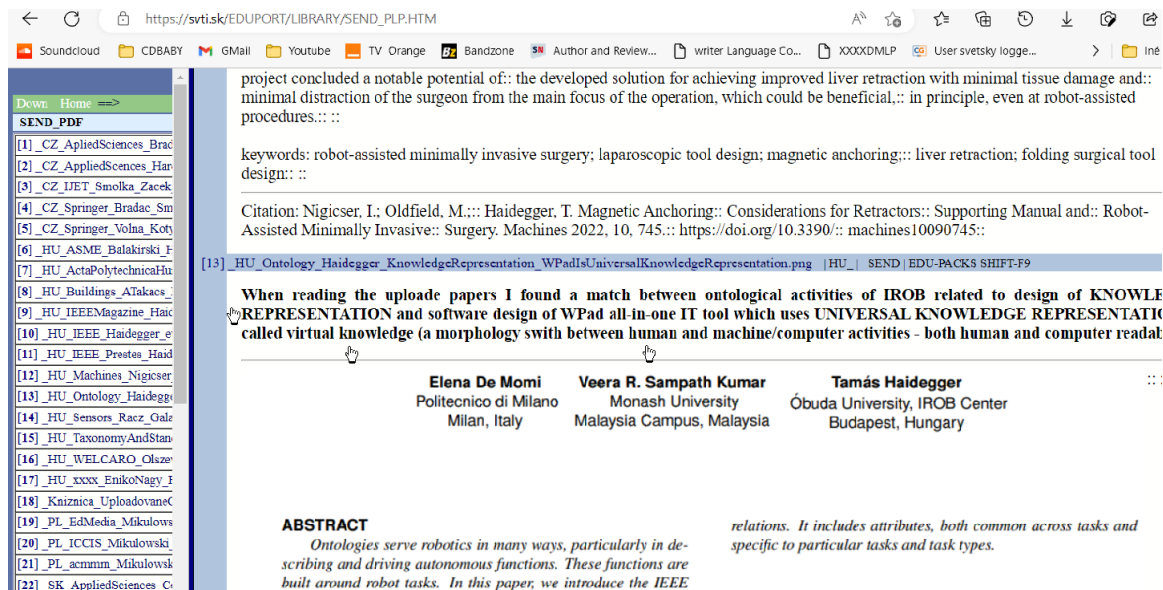 https://svti.sk/EDUPORT/LIBRARY/SEND_PLP.HTM
Soundcloud CDBABY GMail Youtube TV Orange Bandzone Author and Review... writer Language Co... XXXXDMLP User svetsky logge... Iné
Down Home ==>
SEND_PDF
[1] _CZ_ApliedSciences_Brad
[2] _CZ_AppliedScences_Har
[3] _CZ_IJET_Smolka_Zacek
[4] _CZ_Springer_Bradac_Sm
[5] _CZ_Springer_Volna_Koty
[6] _HU_ASME_Balakirski_H
[7] _HU_ActaPolytechnicaHu
[8] _HU_Buildings_ATakacs_
[9] _HU_IEEEMagazine_Haid
[10] _HU_IEEE_Haidegger_e
[11] _HU_IEEE_Prestes_Haid
[12] _HU_Machines_Nigicser
[13] _HU_Ontology_Haidegge
[14] _HU_Sensors_Racz_Gala
[15] _HU_TaxonomyAndStan
[16] _HU_WELCARO_Olszev
[17] _HU_xxxx_EnikoNagy_
[18] _Kniznica_UploadovaneC
[19] _PL_EdMedia_Mikulows
[20] _PL_ICCIS_Mikulowski_
[21] _PL_acmmm_Mikulowsk
[22] SK_AppliedSciences_C
project concluded a notable potential of:: the developed solution for achieving improved liver retraction with minimal tissue damage and::
minimal distraction of the surgeon from the main focus of the operation, which could be beneficial,:: in principle, even at robot-assisted
procedures.:: ::
keywords: robot-assisted minimally invasive surgery; laparoscopic tool design; magnetic anchoring;:: liver retraction; folding surgical tool
design:: ::
Citation: Nigicser, I.; Oldfield, M.;:: Haidegger, T. Magnetic Anchoring:: Considerations for Retractors:: Supporting Manual and:: Robot-
Assisted Minimally Invasive:: Surgery. Machines 2022, 10, 745.:: https://doi.org/10.3390/:: machines10090745::
[13] _HU_Ontology_Haidegger_KnowledgeRepresentation_WPadIsUniversalKnowledgeRepresentation.png |HU_| SEND|EDU-PACKS SHIFT-F9
When reading the uploade papers I found a match between ontological activities of IROB related to design of KNOWLE
REPRESENTATION and software design of WPad all-in-one IT tool which uses UNIVERSAL KNOWLEDGE REPRESENTATIO
called virtual knowledge (a morphology swith between human and machine/computer activities - both human and computer readab
Elena De Momi Veera R. Sampath Kumar Tamás Haidegger
Politecnico di Milano Monash University Óbuda University, IROB Center
Milan, Italy Malaysia Campus, Malaysia Budapest, Hungary
:: :
ABSTRACT
Ontologies serve robotics in many ways, particularly in de-
scribing and driving autonomous functions. These functions are
built around robot tasks. In this paper, we introduce the IEEE
relations. It includes attributes, both common across tasks and
specific to particular tasks and task types.